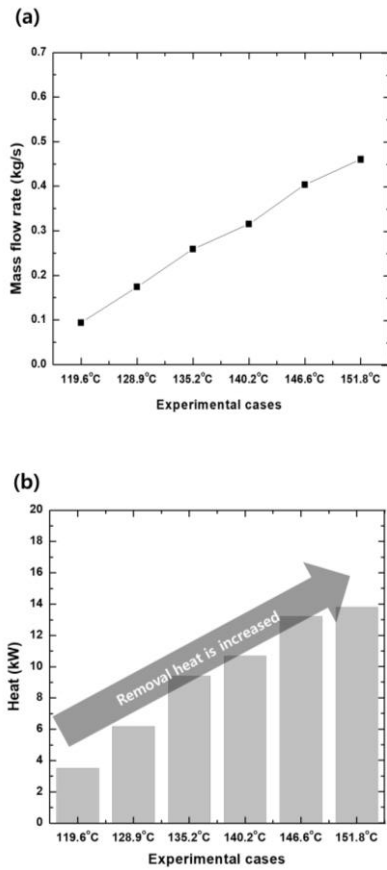 (a)
Mass flow rate (kg/s)
0.7
0.6
0.5
0.4
0.3
0.2
0.1
0.0
119.6°C 128.9°C 135.2°C 140.2°C 146.6°C 151.8°C
Experimental cases
(b)
Heat (kW)
20
18
16
14
12
10
8
6
4
2
0
Removal heat is increased
119.6°C 128.9°C 135.2°C 140.2°C 146.6°C 151.8°C
Experimental cases